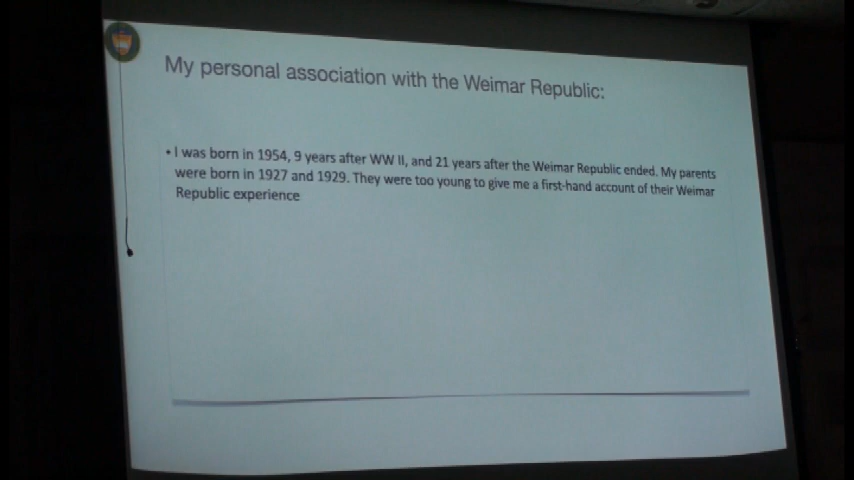 My personal association with the Weimar Republic:
• I was born in 1954, 9 years after WW II, and 21 years after the Weimar Republic ended. My parents
were born in 1927 and 1929. They were too young to give me a first-hand account of their Weimar
Republic experience